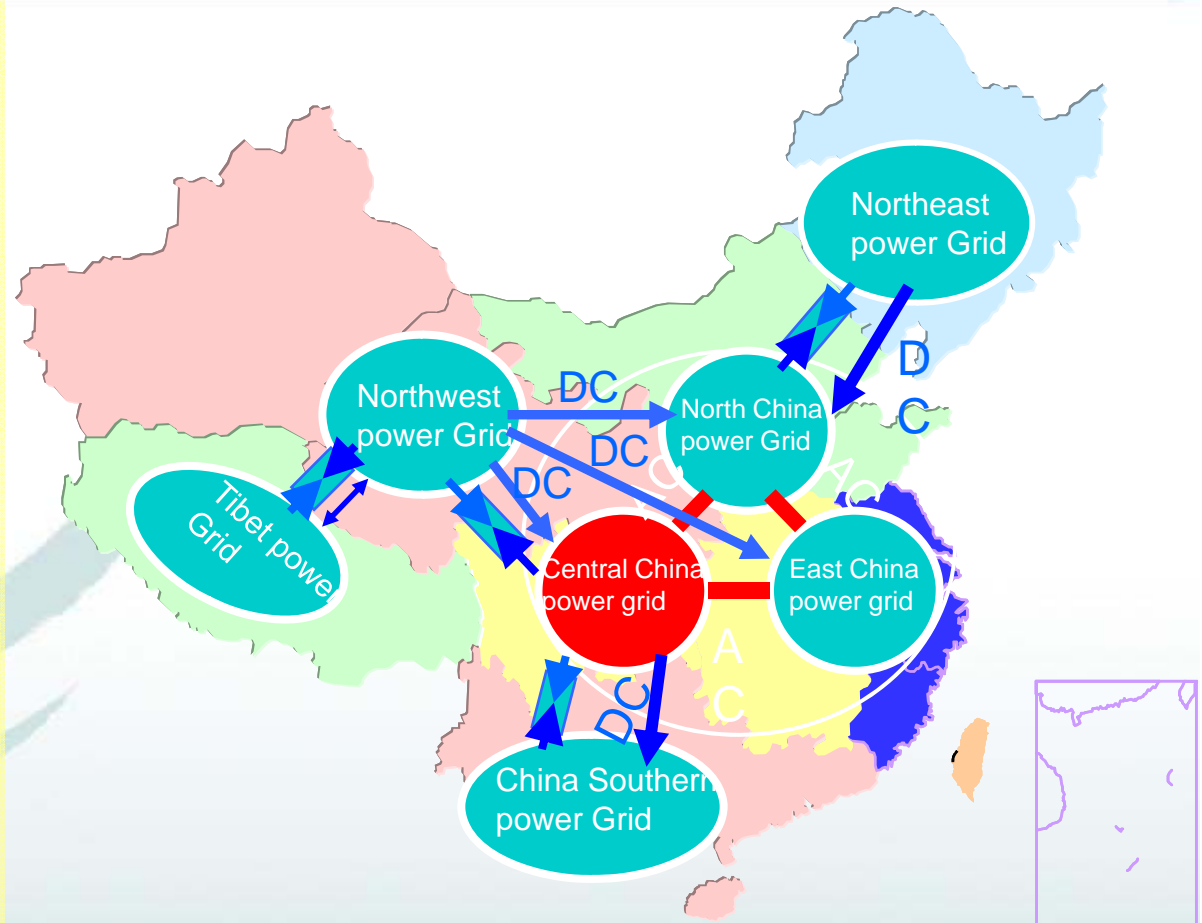 Northeast
power Grid
D
C
DC
Northwest
power Grid
North China
power Grid
DC
AC
DC
Tibet power
Grid
Central China
power grid
East China
power grid
A
C
DC
China Southern
power Grid